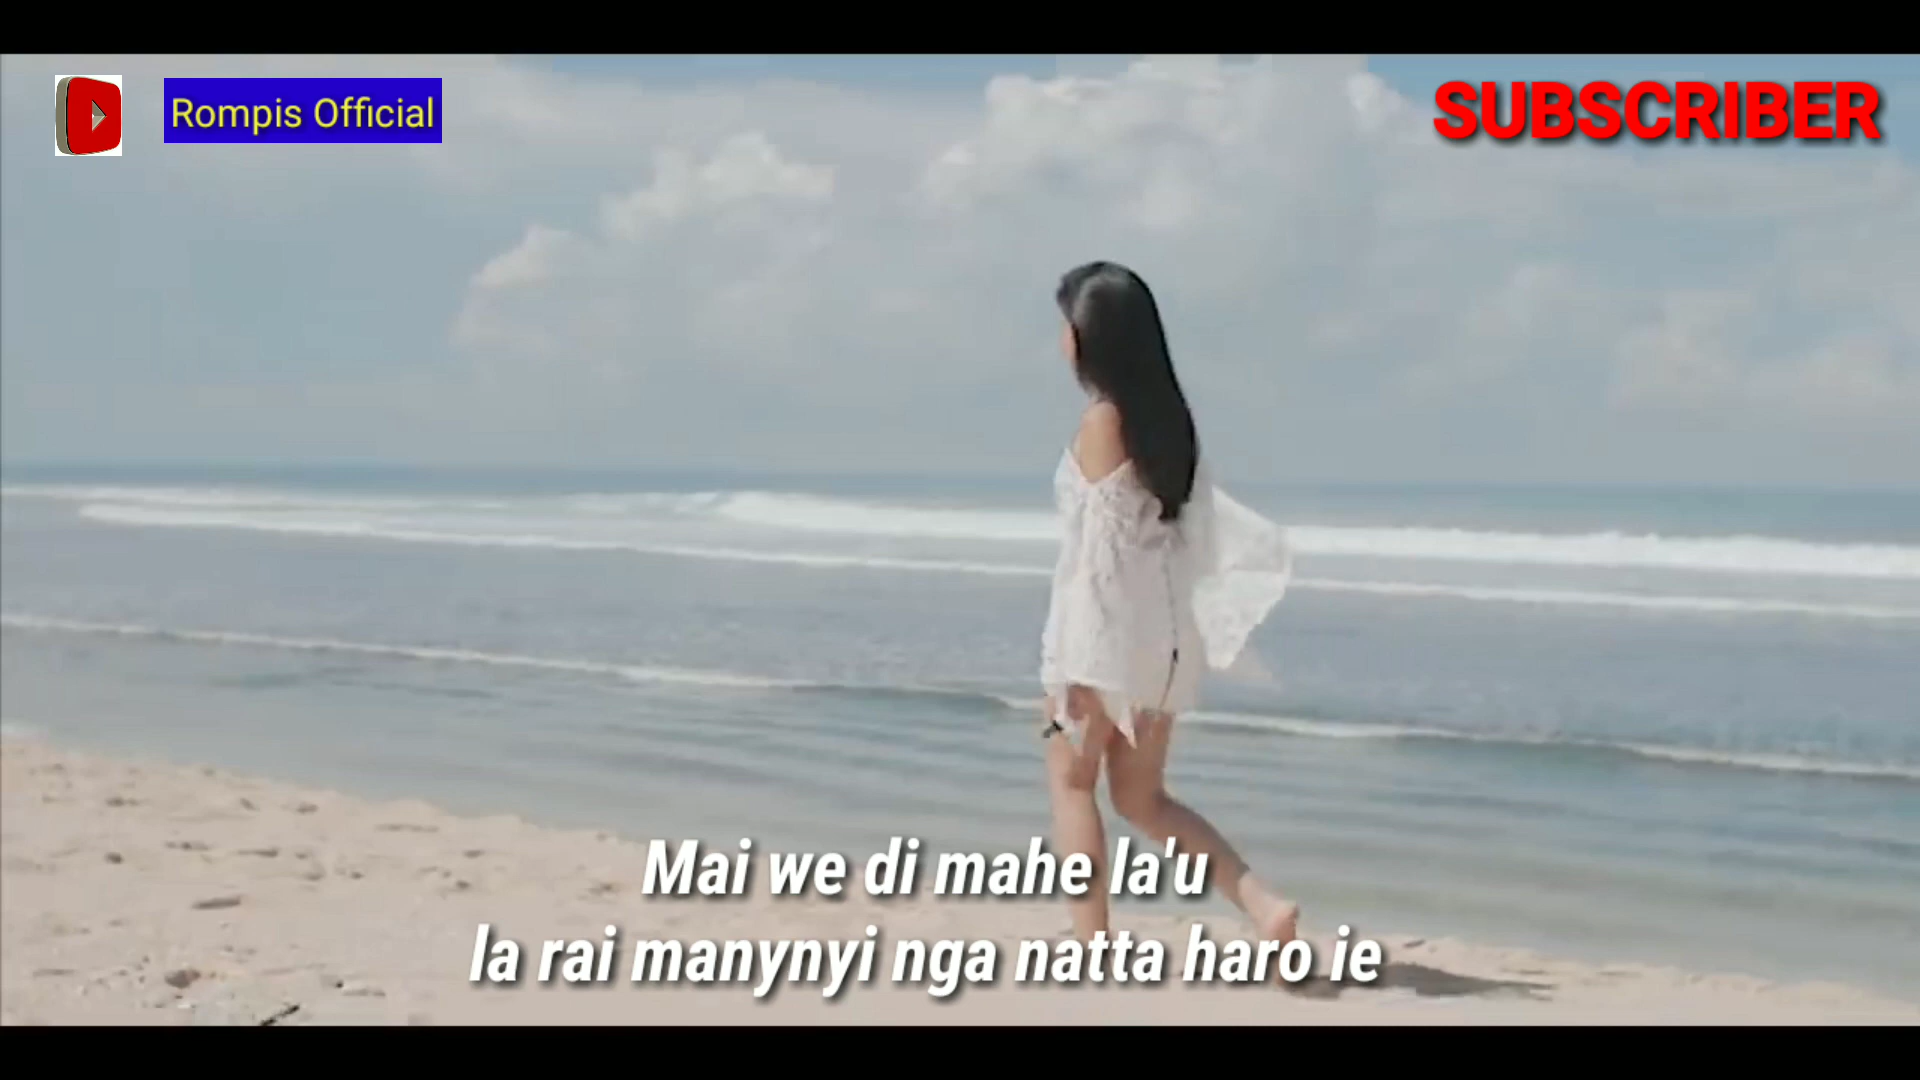 Rompis Official
SUBSCRIBER
Mai we di mahe la'u
la rai manynyi nga natta haro ie